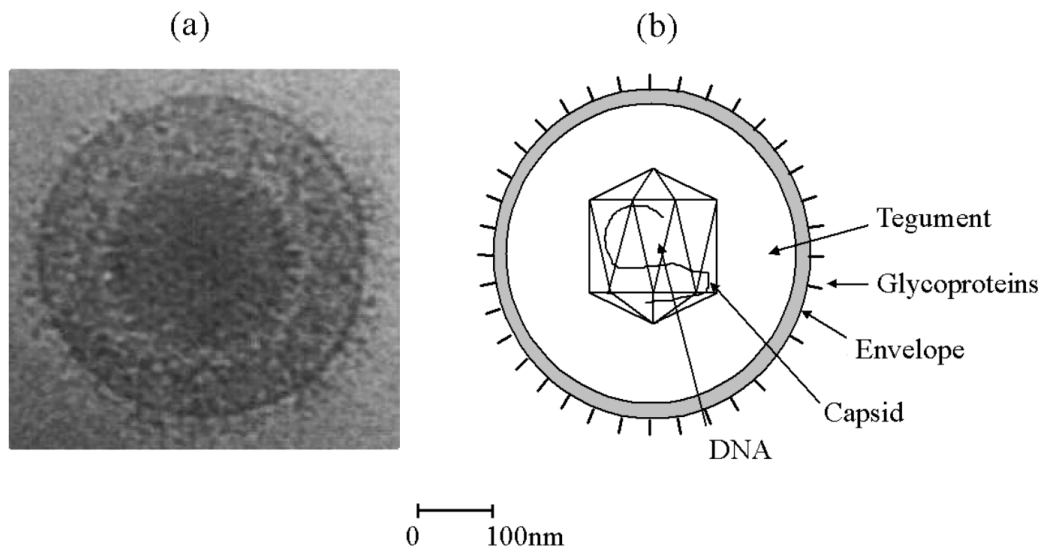 (a)
(b)
Tegument
Glycoproteins
Envelope
Capsid
DNA
0 100nm